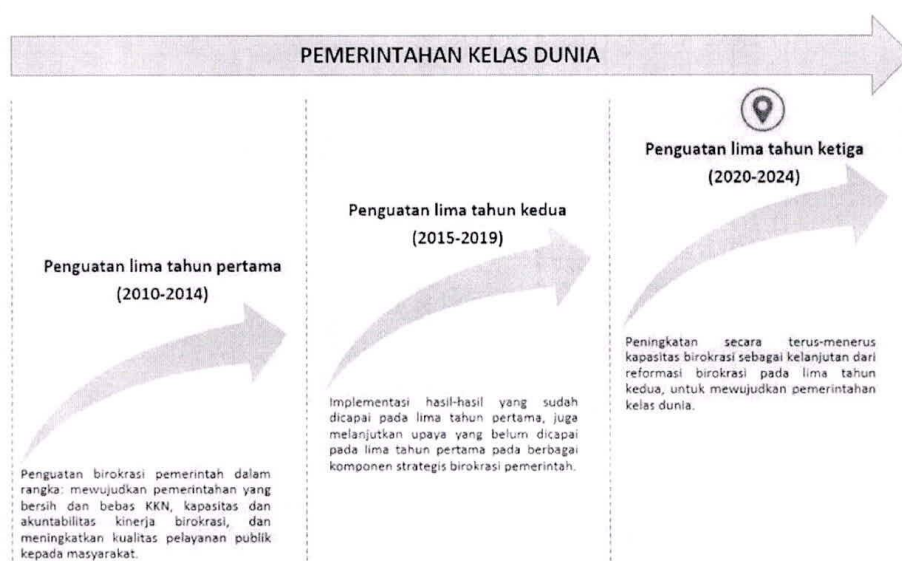 PEMERINTAHAN KELAS DUNIA
Penguatan lima tahun pertama
(2010-2014)
Penguatan birokrasi pemerintah dalam
rangka: mewujudkan pemerintahan yang
bersih dan bebas KKN, kapasitas dan
akuntabilitas kinerja birokrasi, dan
meningkatkan kualitas pelayanan publik
kepada masyarakat.
Penguatan lima tahun kedua
(2015-2019)
Implementasi hasil-hasil yang sudah
dicapai pada lima tahun pertama, juga
melanjutkan upaya yang belum dicapai
pada lima tahun pertama pada berbagai
komponen strategis birokrasi pemerintah.
Penguatan lima tahun ketiga
(2020-2024)
Peningkatan secara terus-menerus
kapasitas birokrasi sebagai kelanjutan dari
reformasi birokrasi pada lima tahun
kedua, untuk mewujudkan pemerintahan
kelas dunia.